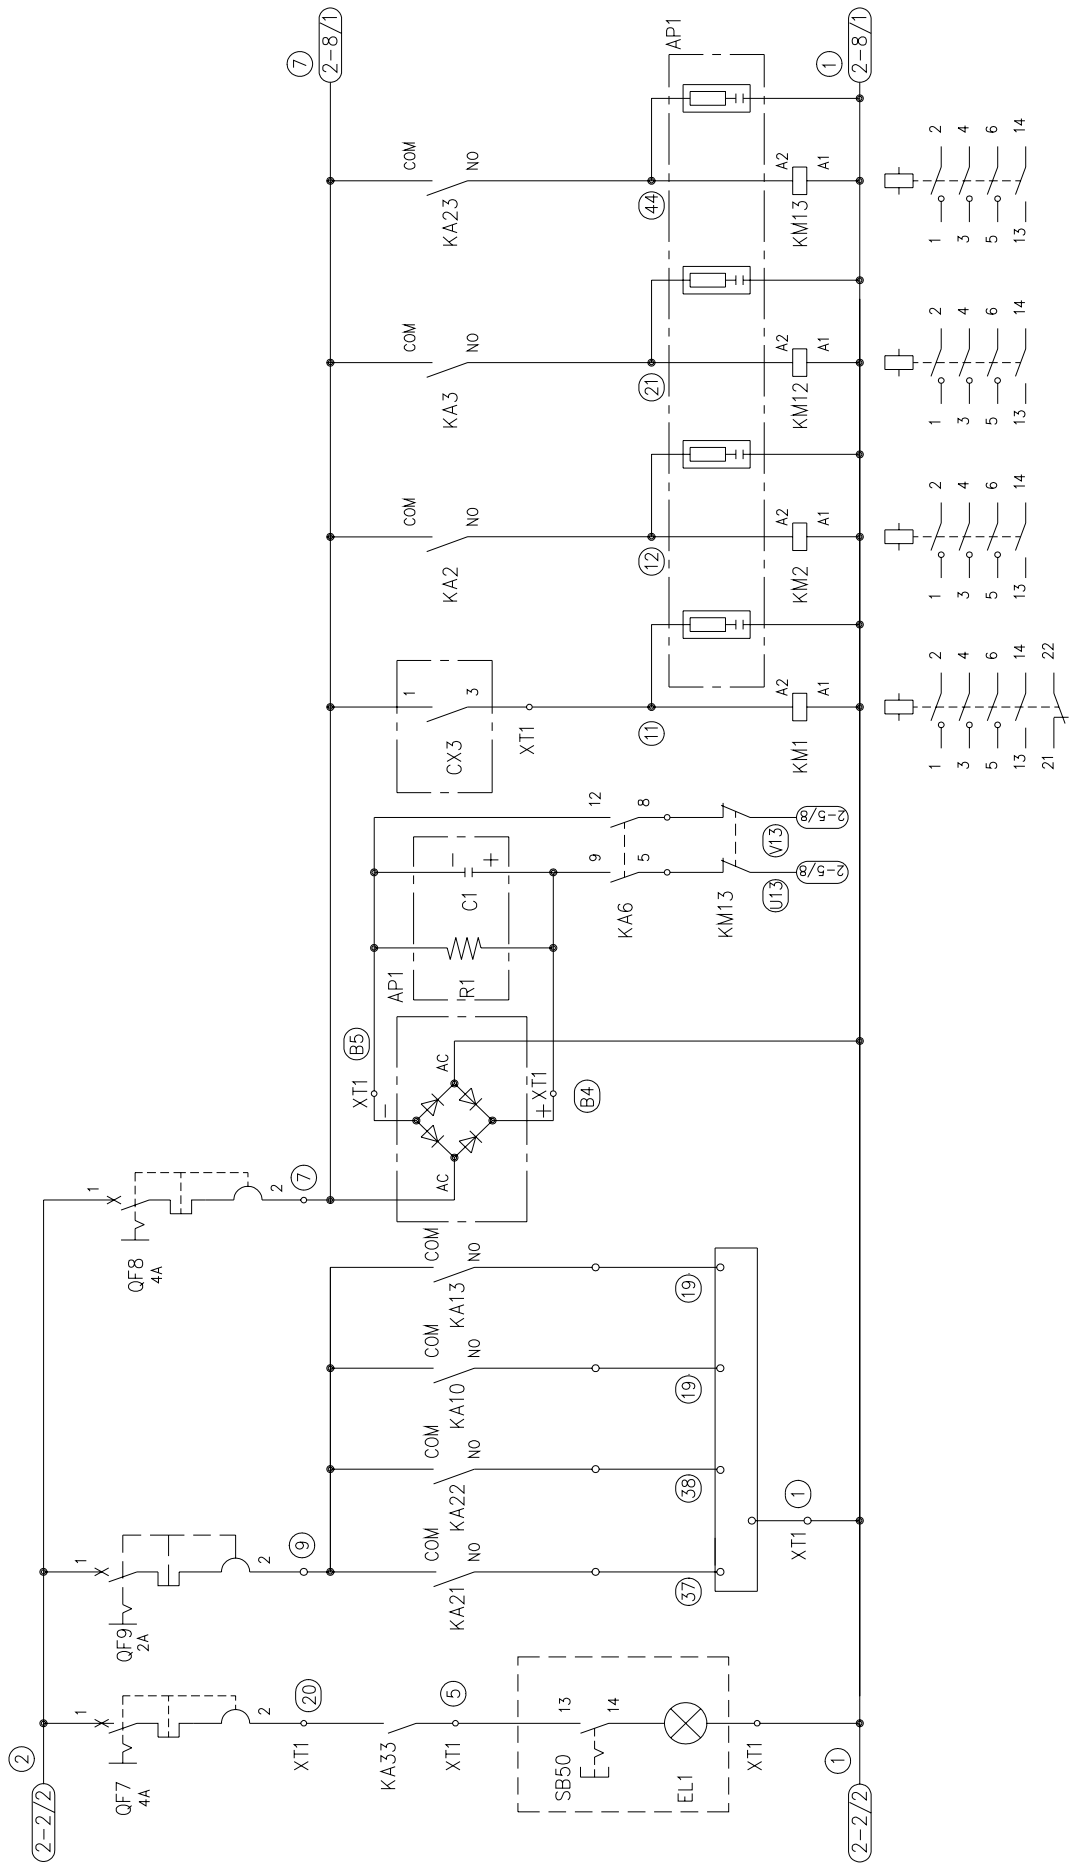 2-2/2
2
QF7
4A
1
2
20
XT1
KA33
5
XT1
SB50
13
14
EL1
XT1
1
2-2/2
QF9
2A
1
2
9
COM
NO
KA21
37
COM
NO
KA22
38
COM
NO
KA10
19
COM
NO
KA13
19
1
XT1
QF8
4A
1
2
7
AC
AC
XT1
B5
−
+
XT1
B4
AP1
R1
C1
−
+
KA6
9
5
12
8
KM13
U13
V13
2-5/8
2-5/8
CX3
1
3
XT1
11
KM1
A2
A1
KA2
COM
NO
12
KM2
A2
A1
KA3
COM
NO
21
KM12
A2
A1
KA23
COM
NO
44
KM13
A2
A1
AP1
7
2-8/1
1
2-8/1
1 2
3 4
5 6
13 14
21 22
1 2
3 4
5 6
13 14
1 2
3 4
5 6
13 14
1 2
3 4
5 6
13 14